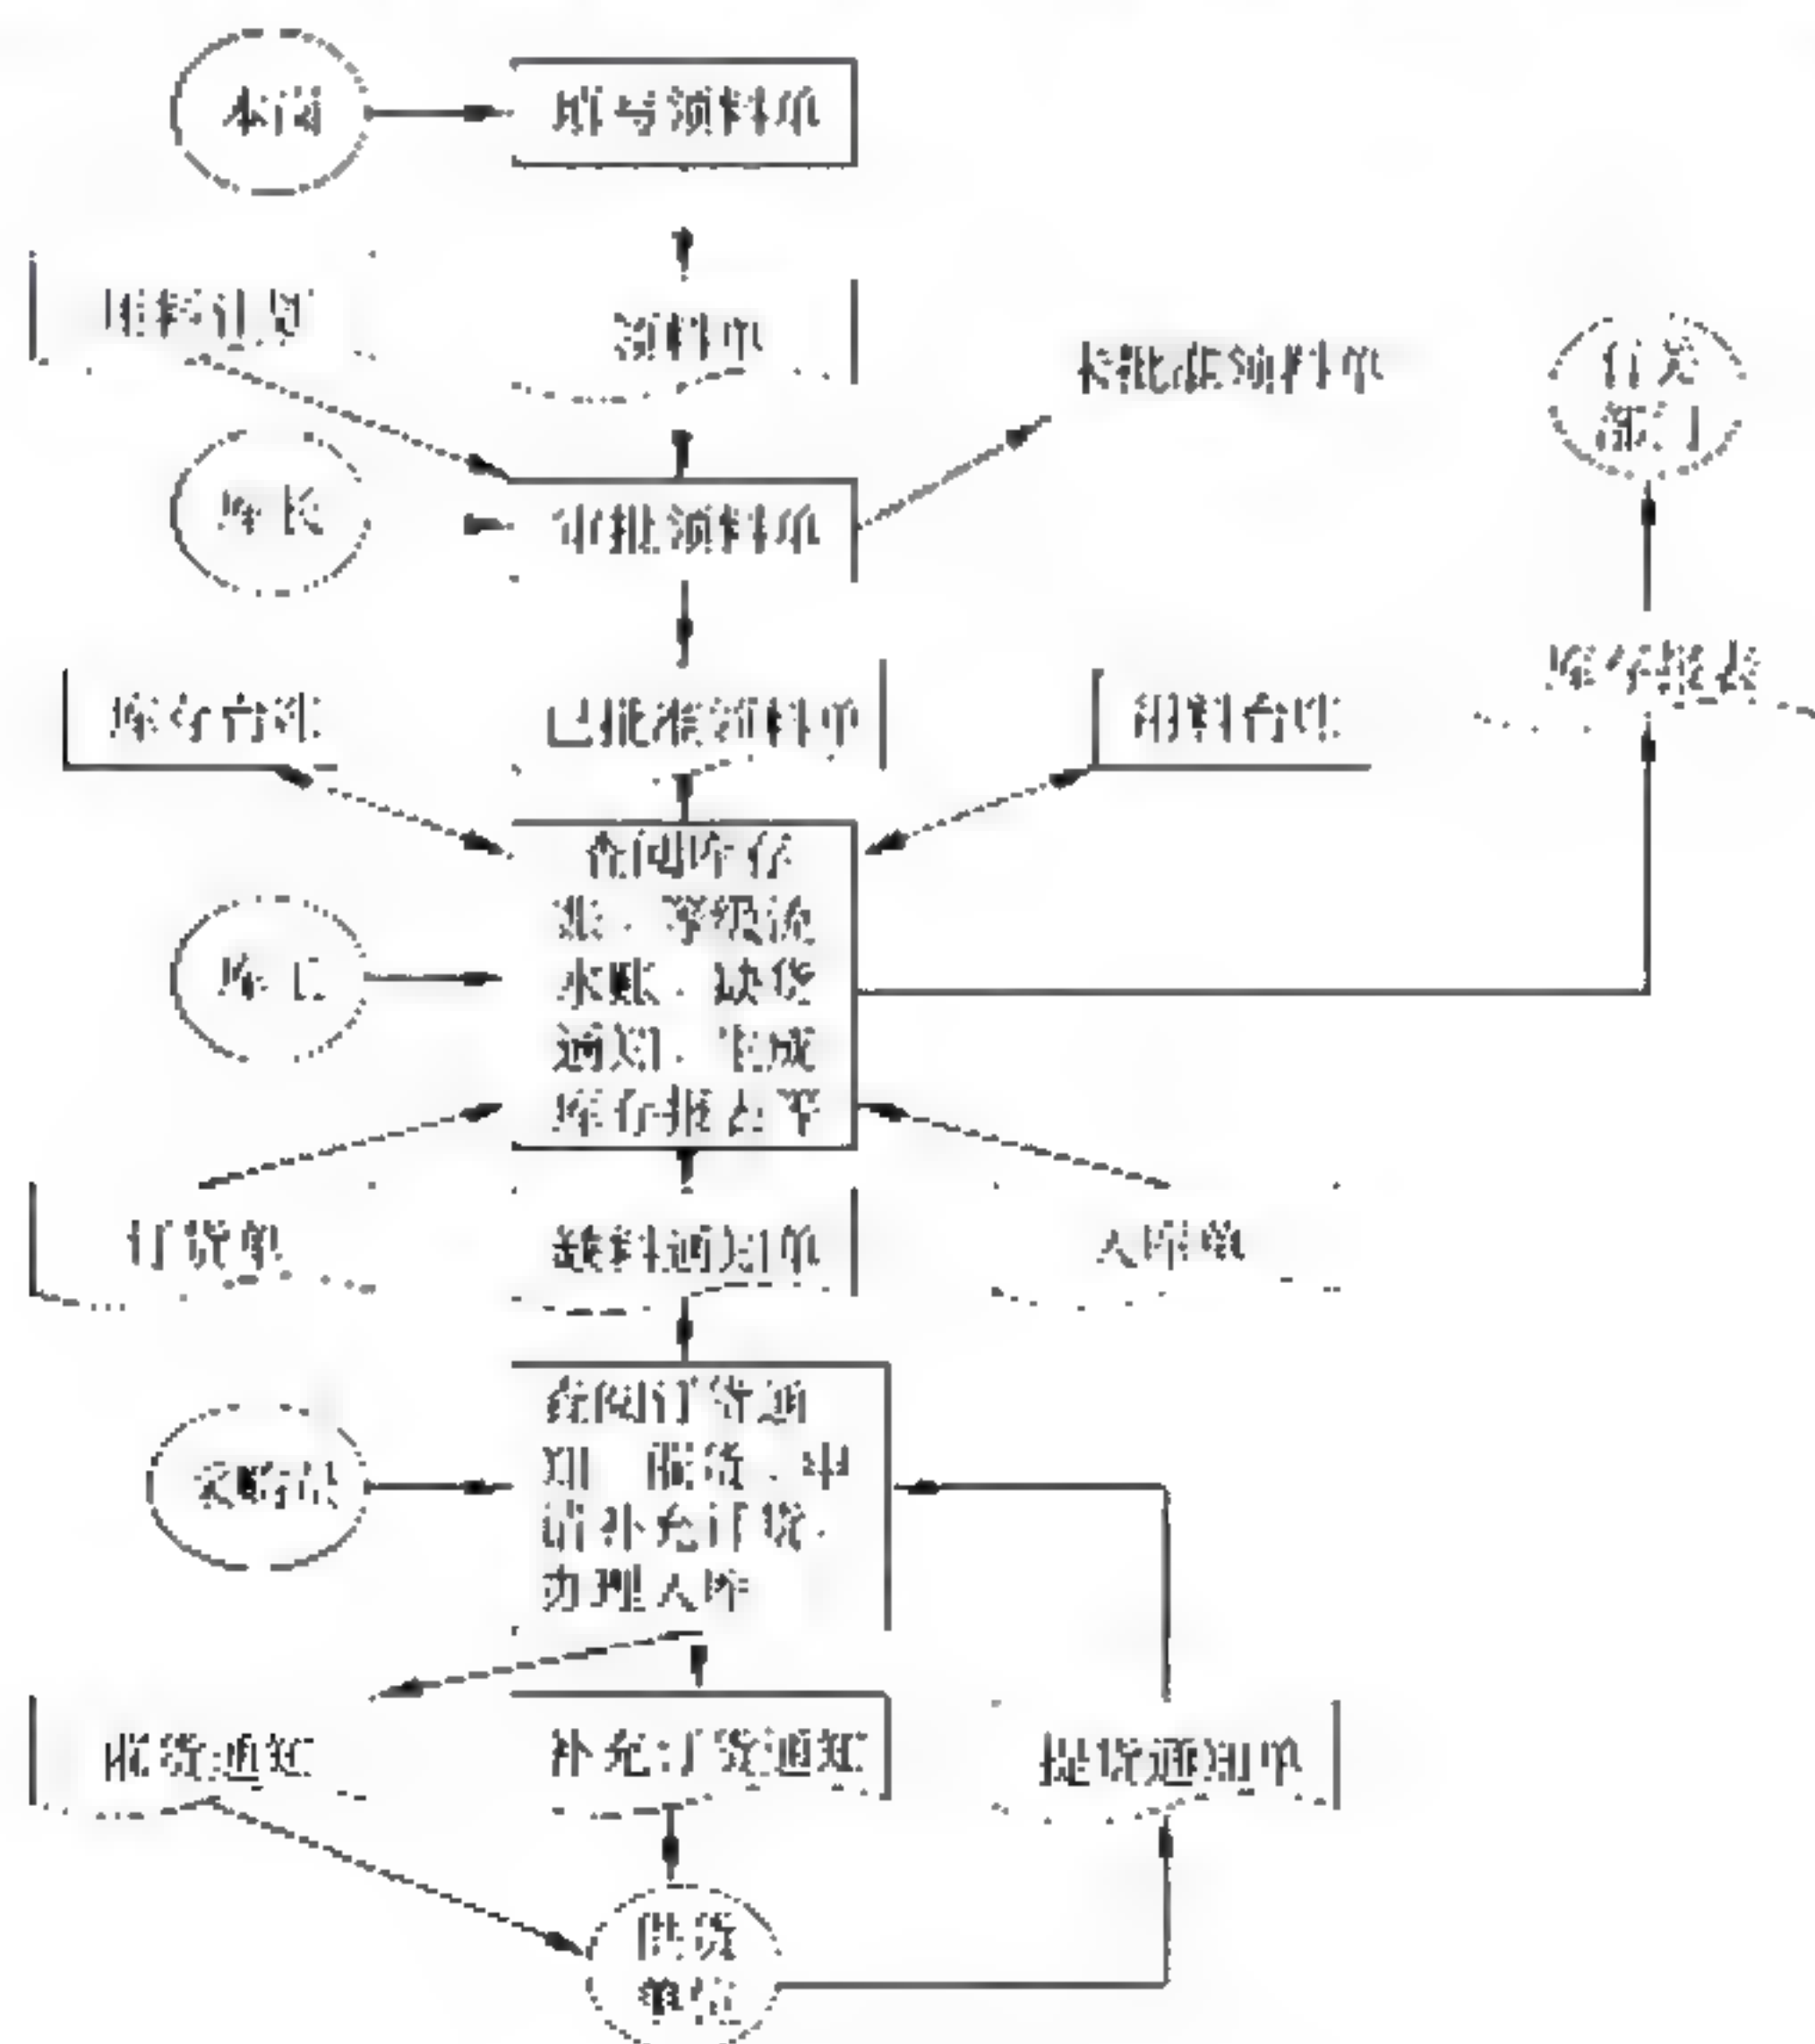 车间
填写领料单
用料计划
领料单
未批准领料单
有关
部门
库长
审批领料单
库存报表
库存台账
已批准领料单
用料台账
查阅库存
账、登记流
水账、缺货
通知、生成
库存报表等
库工
订货单
缺料通知单
入库单
查阅订货通
知、催货、申
请补充订货、
办理入库
采购员
催货通知
补充订货通知
提货通知单
供货
单位